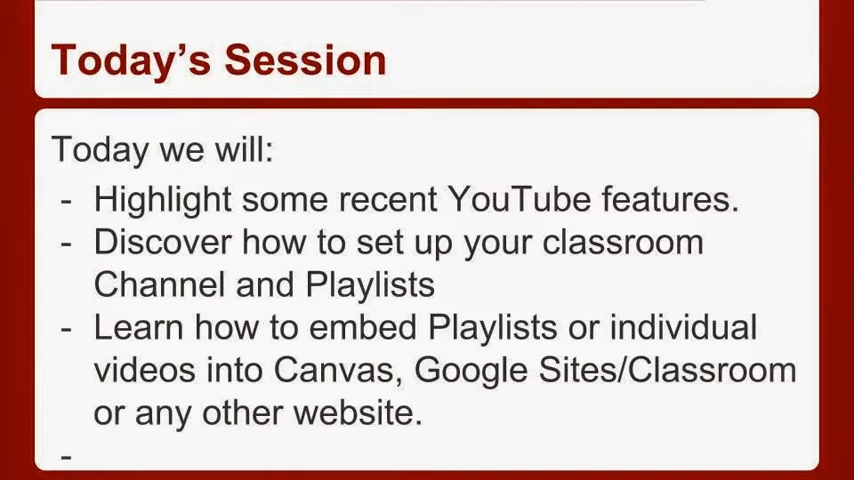 Today’s Session
Today we will:
- Highlight some recent YouTube features.
- Discover how to set up your classroom
Channel and Playlists
- Learn how to embed Playlists or individual
videos into Canvas, Google Sites/Classroom
or any other website.
-